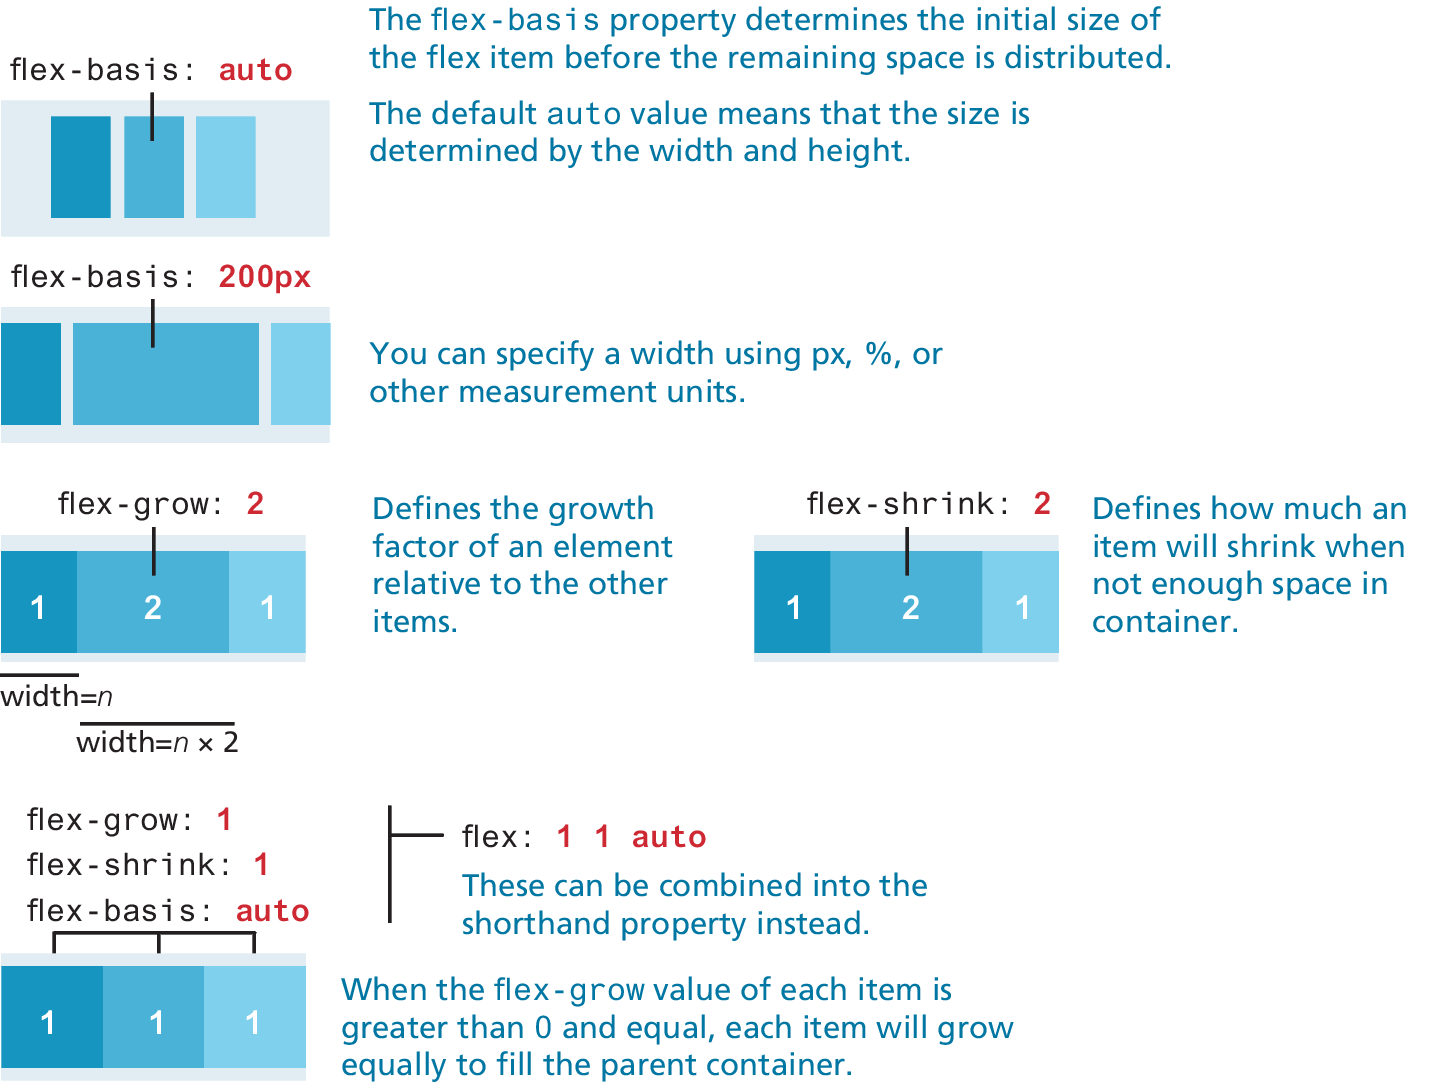 The flex-basis property determines the initial size of
the flex item before the remaining space is distributed.
flex-basis: auto
The default auto value means that the size is
determined by the width and height.
flex-basis: 200px
You can specify a width using px, %, or
other measurement units.
flex-grow: 2
1 2 1
width=n
width=n × 2
Defines the growth
factor of an element
relative to the other
items.
flex-shrink: 2
1 2 1
Defines how much an
item will shrink when
not enough space in
container.
flex-grow: 1
flex-shrink: 1
flex-basis: auto
flex: 1 1 auto
These can be combined into the
shorthand property instead.
1 1 1
When the flex-grow value of each item is
greater than 0 and equal, each item will grow
equally to fill the parent container.